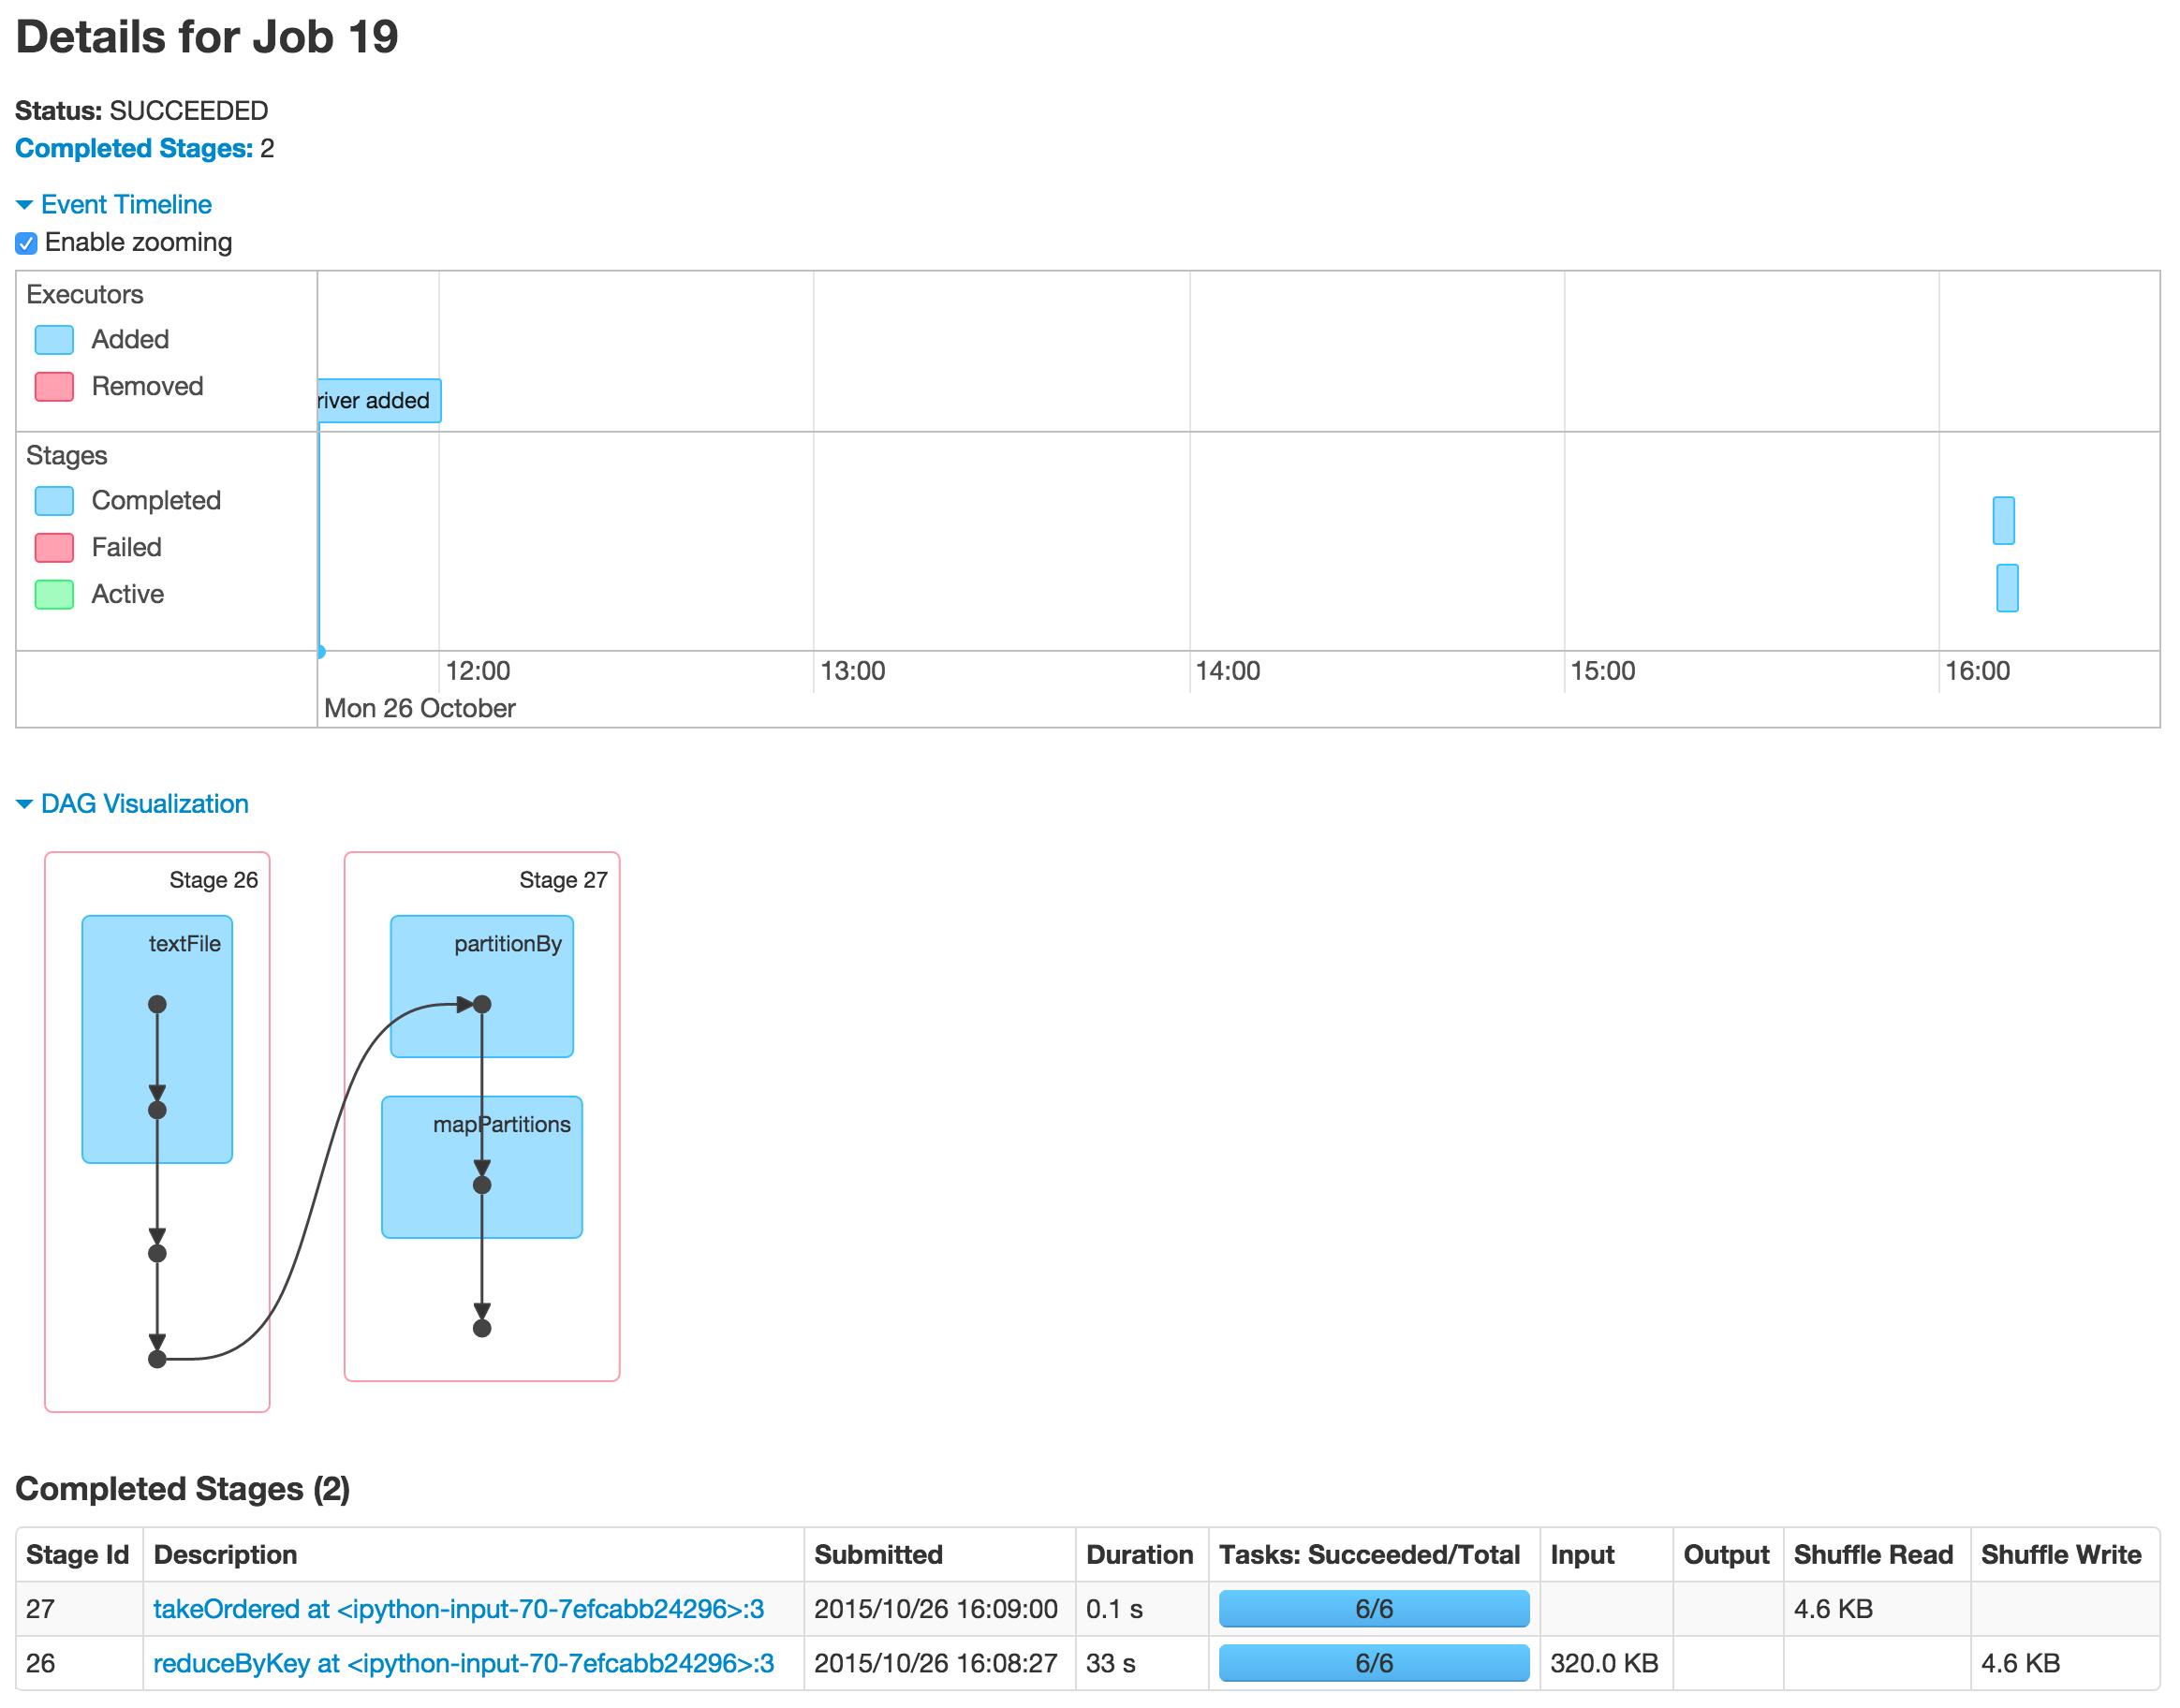 Details for Job 19
Status: SUCCEEDED
Completed Stages: 2
Event Timeline
Enable zooming
Executors
Added
Removed
river added
Stages
Completed
Failed
Active
12:00 13:00 14:00 15:00 16:00
Mon 26 October
DAG Visualization
Stage 26 Stage 27
textFile partitionBy
mapPartitions
Completed Stages (2)
Stage Id Description Submitted Duration Tasks: Succeeded/Total Input Output Shuffle Read Shuffle Write
27 takeOrdered at <ipython-input-70-7efcabb24296>:3 2015/10/26 16:09:00 0.1 s 6/6 4.6 KB
26 reduceByKey at <ipython-input-70-7efcabb24296>:3 2015/10/26 16:08:27 33 s 6/6 320.0 KB 4.6 KB